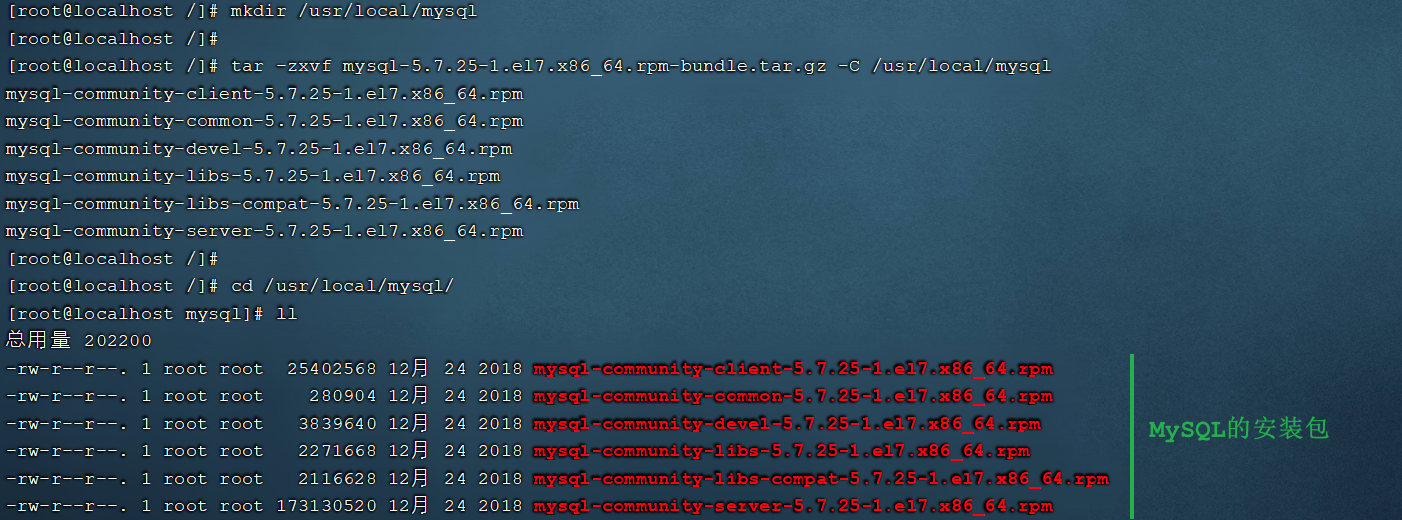 [root@localhost /]# mkdir /usr/local/mysql
[root@localhost /]#
[root@localhost /]# tar -zxvf mysql-5.7.25-1.el7.x86_64.rpm-bundle.tar.gz -C /usr/local/mysql
mysql-community-client-5.7.25-1.el7.x86_64.rpm
mysql-community-common-5.7.25-1.el7.x86_64.rpm
mysql-community-devel-5.7.25-1.el7.x86_64.rpm
mysql-community-libs-5.7.25-1.el7.x86_64.rpm
mysql-community-libs-compat-5.7.25-1.el7.x86_64.rpm
mysql-community-server-5.7.25-1.el7.x86_64.rpm
[root@localhost /]#
[root@localhost /]# cd /usr/local/mysql/
[root@localhost mysql]# ll
总用量 202200
-rw-r--r--. 1 root root  25402568 12月 24 2018 mysql-community-client-5.7.25-1.el7.x86_64.rpm
-rw-r--r--. 1 root root    280904 12月 24 2018 mysql-community-common-5.7.25-1.el7.x86_64.rpm
-rw-r--r--. 1 root root   3839640 12月 24 2018 mysql-community-devel-5.7.25-1.el7.x86_64.rpm
-rw-r--r--. 1 root root   2271668 12月 24 2018 mysql-community-libs-5.7.25-1.el7.x86_64.rpm
-rw-r--r--. 1 root root   2116628 12月 24 2018 mysql-community-libs-compat-5.7.25-1.el7.x86_64.rpm
-rw-r--r--. 1 root root 173130520 12月 24 2018 mysql-community-server-5.7.25-1.el7.x86_64.rpm
MySQL的安装包